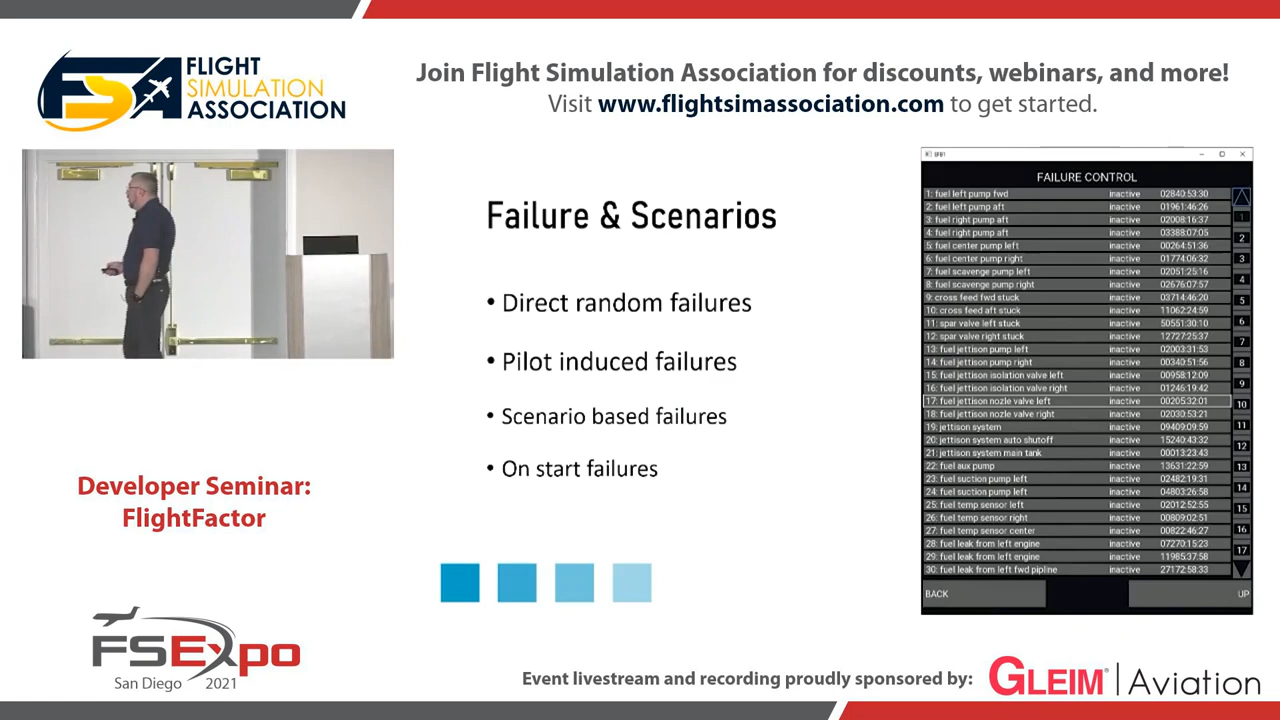 Join Flight Simulation Association for discounts, webinars, and more!
Visit www.flightsimassociation.com to get started.
FLIGHT
SIMULATION
ASSOCIATION
Failure & Scenarios
• Direct random failures
• Pilot induced failures
• Scenario based failures
• On start failures
Developer Seminar:
FlightFactor
FSExpo
San Diego 2021
Event livestream and recording proudly sponsored by:
GLEIM® | Aviation
EFB1
FAILURE CONTROL
1: fuel left pump fwd inactive 02840:53:30
2: fuel left pump aft inactive 01961:46:26
3: fuel right pump aft inactive 02008:16:37
4: fuel right pump aft inactive 03388:07:05
5: fuel center pump left inactive 00264:51:36
6: fuel center pump right inactive 01774:06:32
7: fuel scavenge pump left inactive 02051:25:16
8: fuel scavenge pump right inactive 02676:07:57
9: cross feed fwd stuck inactive 03714:46:20
10: cross feed aft stuck inactive 11062:24:59
11: spar valve left stuck inactive 50551:30:10
12: spar valve right stuck inactive 12727:25:37
13: fuel jettison pump left inactive 02003:31:53
14: fuel jettison pump right inactive 00340:51:56
15: fuel jettison isolation valve left inactive 00958:12:09
16: fuel jettison isolation valve right inactive 01246:19:42
17: fuel jettison nozle valve left inactive 00205:32:01
18: fuel jettison nozle valve right inactive 02030:53:21
19: jettison system inactive 09409:09:59
20: jettison system auto shutoff inactive 15240:43:32
21: jettison system main tank inactive 00013:23:43
22: fuel aux pump inactive 13631:22:59
23: fuel suction pump left inactive 02482:19:31
24: fuel suction pump left inactive 04803:26:58
25: fuel temp sensor left inactive 02012:52:55
26: fuel temp sensor right inactive 00809:02:51
27: fuel temp sensor center inactive 00822:46:27
28: fuel leak from left engine inactive 07270:15:23
29: fuel leak from left engine inactive 11985:37:58
30: fuel leak from left fwd pipline inactive 27172:58:33
1
2
3
4
5
6
7
8
9
10
11
12
13
14
15
16
17
BACK
UP